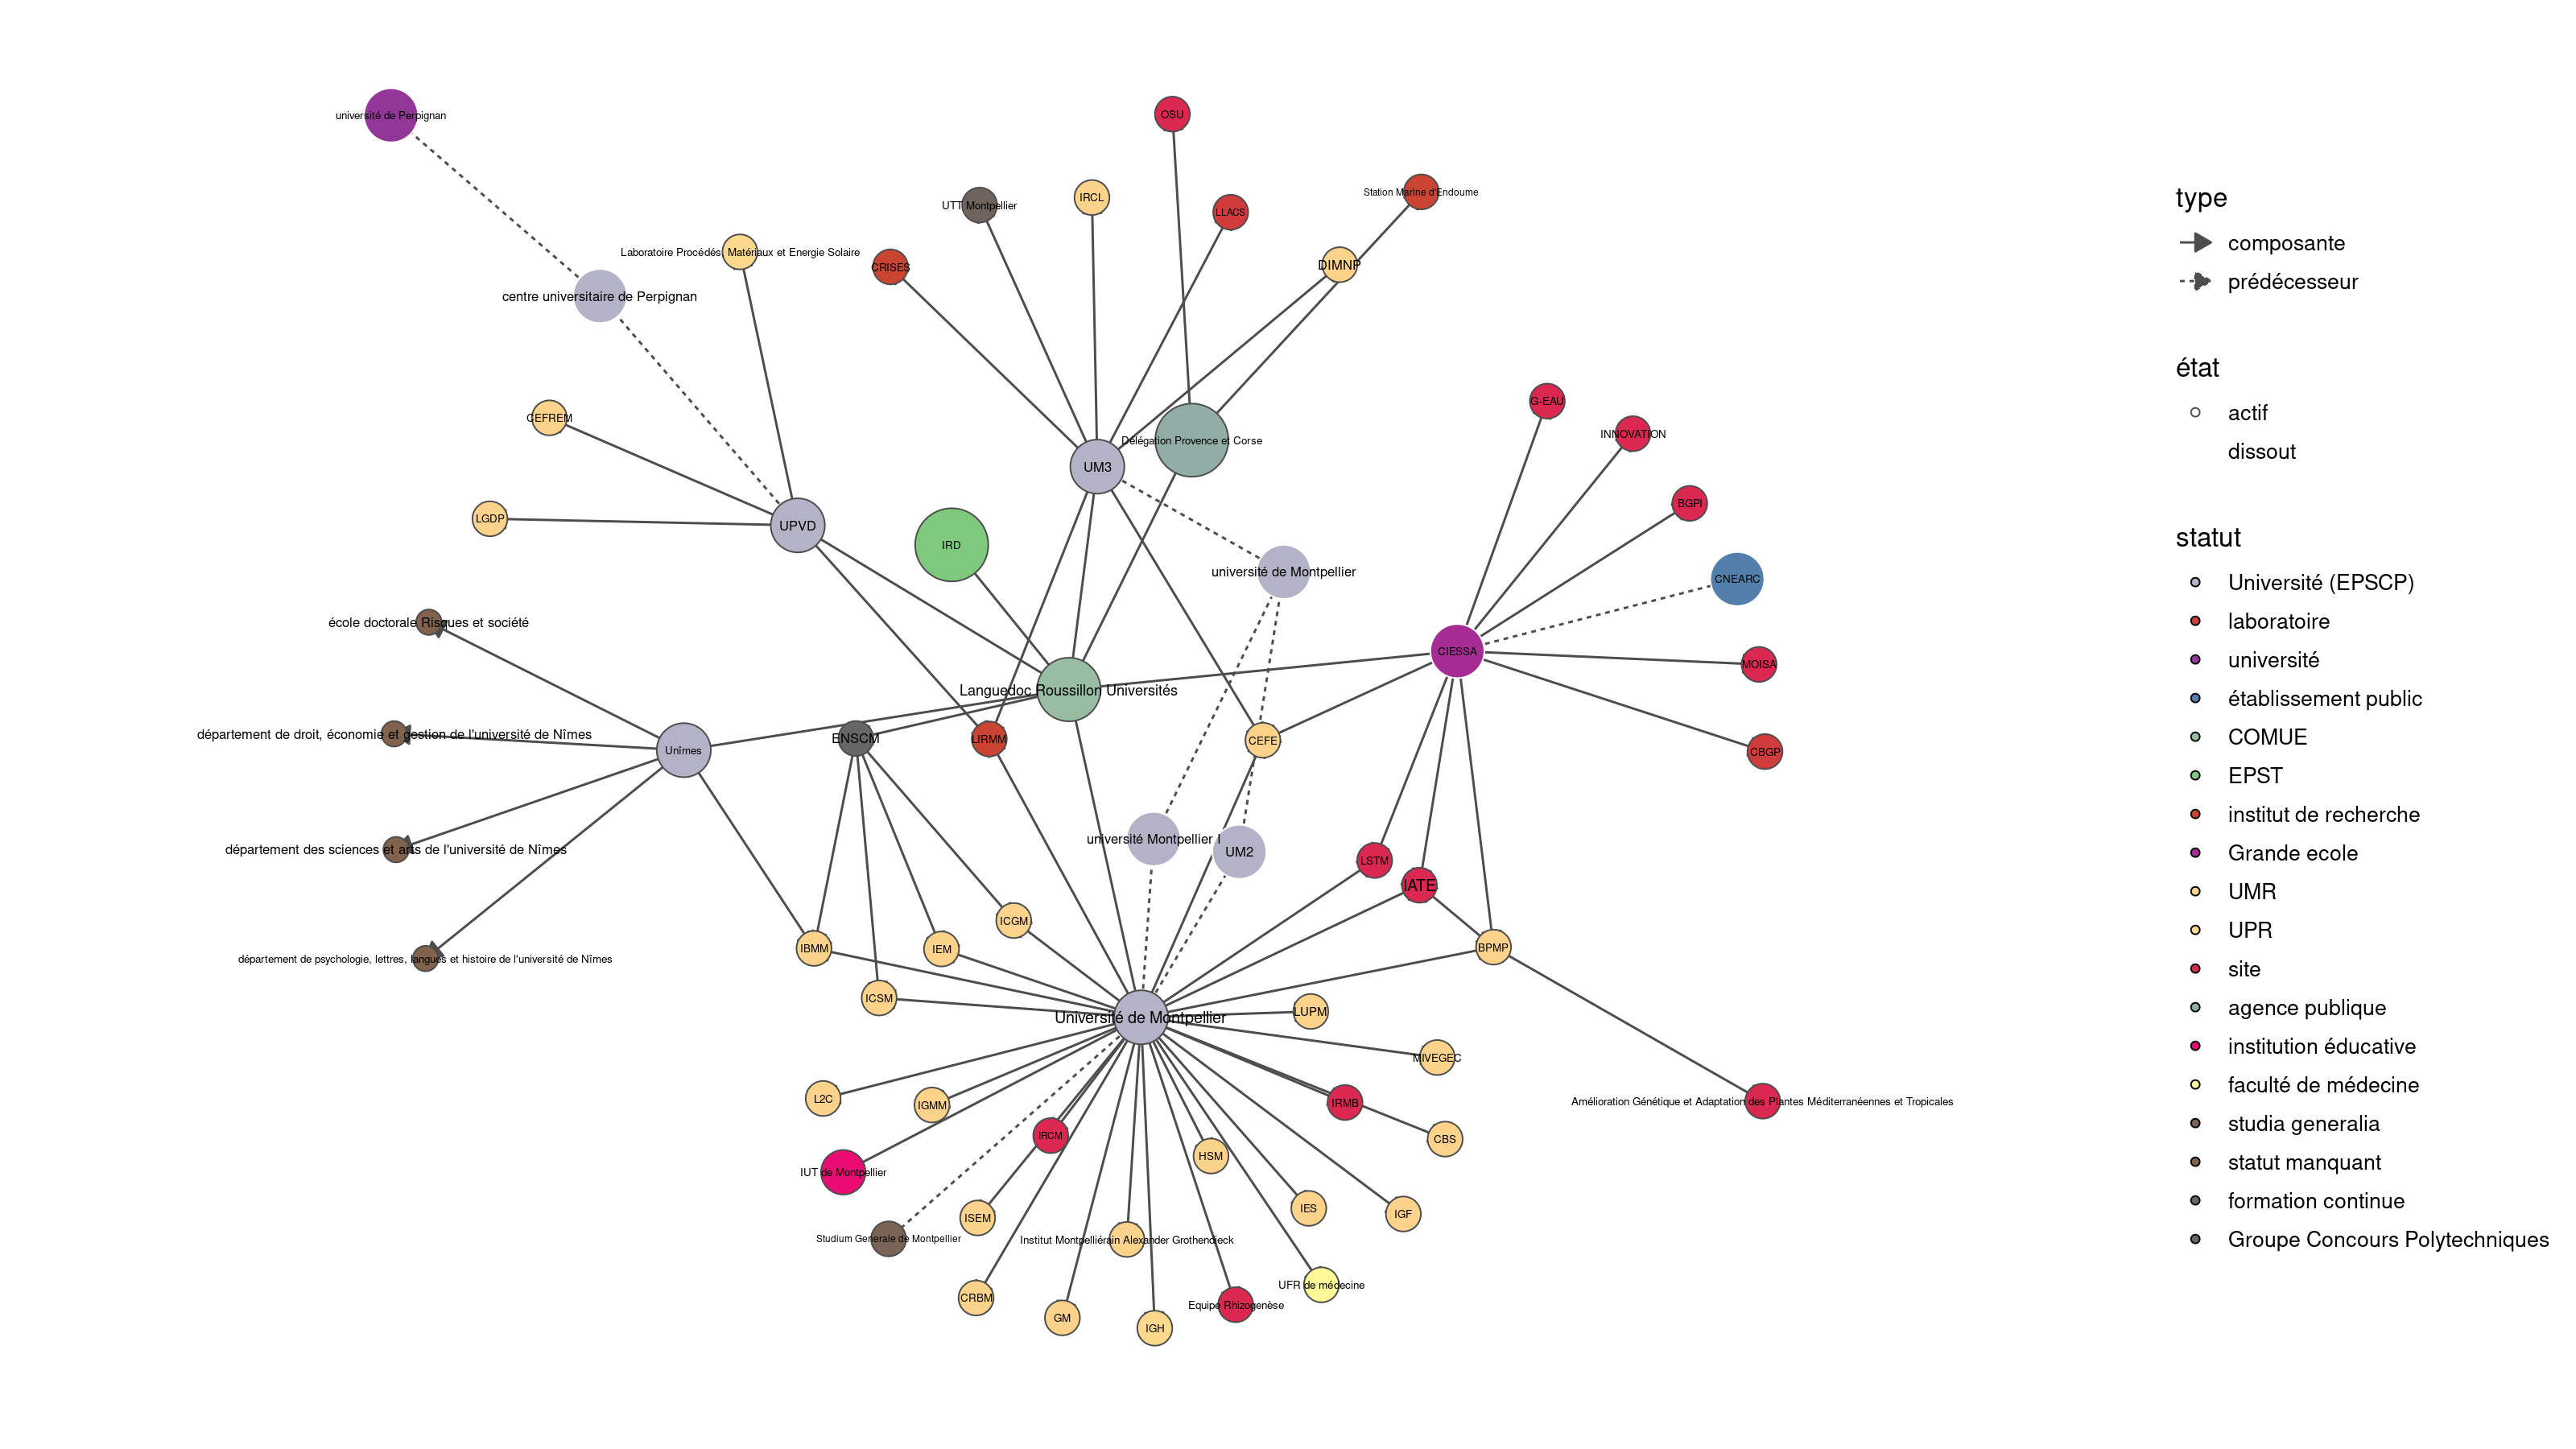 université de Perpignan
OSU
Station Marine d'Endoume
IRCL
UTT Montpellier
LLACS
Laboratoire Procédés, Matériaux et Energie Solaire
DIMNP
CRISES
centre universitaire de Perpignan
G-EAU
CEFREM
INNOVATION
Délégation Provence et Corse
UM3
BGPI
LGDP
UPVD
IRD
université de Montpellier
CNEARC
école doctorale Risques et société
CIESSA
MOISA
Languedoc Roussillon Universités
département de droit, économie et gestion de l'université de Nîmes
ENSCM
LIRMM
CEFE
Unîmes
CBGP
université Montpellier I
département des sciences et arts de l'université de Nîmes
UM2
LSTM
IATE
ICGM
IBMM
IEM
BPMP
département de psychologie, lettres, langues et histoire de l'université de Nîmes
ICSM
LUPM
Université de Montpellier
MIVEGEC
L2C
IGMM
IRMB
Amélioration Génétique et Adaptation des Plantes Méditerranéennes et Tropicales
IRCM
CBS
HSM
IUT de Montpellier
IES
IGF
ISEM
Studium Generale de Montpellier
Institut Montpelliérain Alexander Grothendieck
UFR de médecine
CRBM
Equipe Rhizogenèse
GM
IGH
type
composante
prédécesseur
état
actif
dissout
statut
Université (EPSCP)
laboratoire
université
établissement public
COMUE
EPST
institut de recherche
Grande ecole
UMR
UPR
site
agence publique
institution éducative
faculté de médecine
studia generalia
statut manquant
formation continue
Groupe Concours Polytechniques